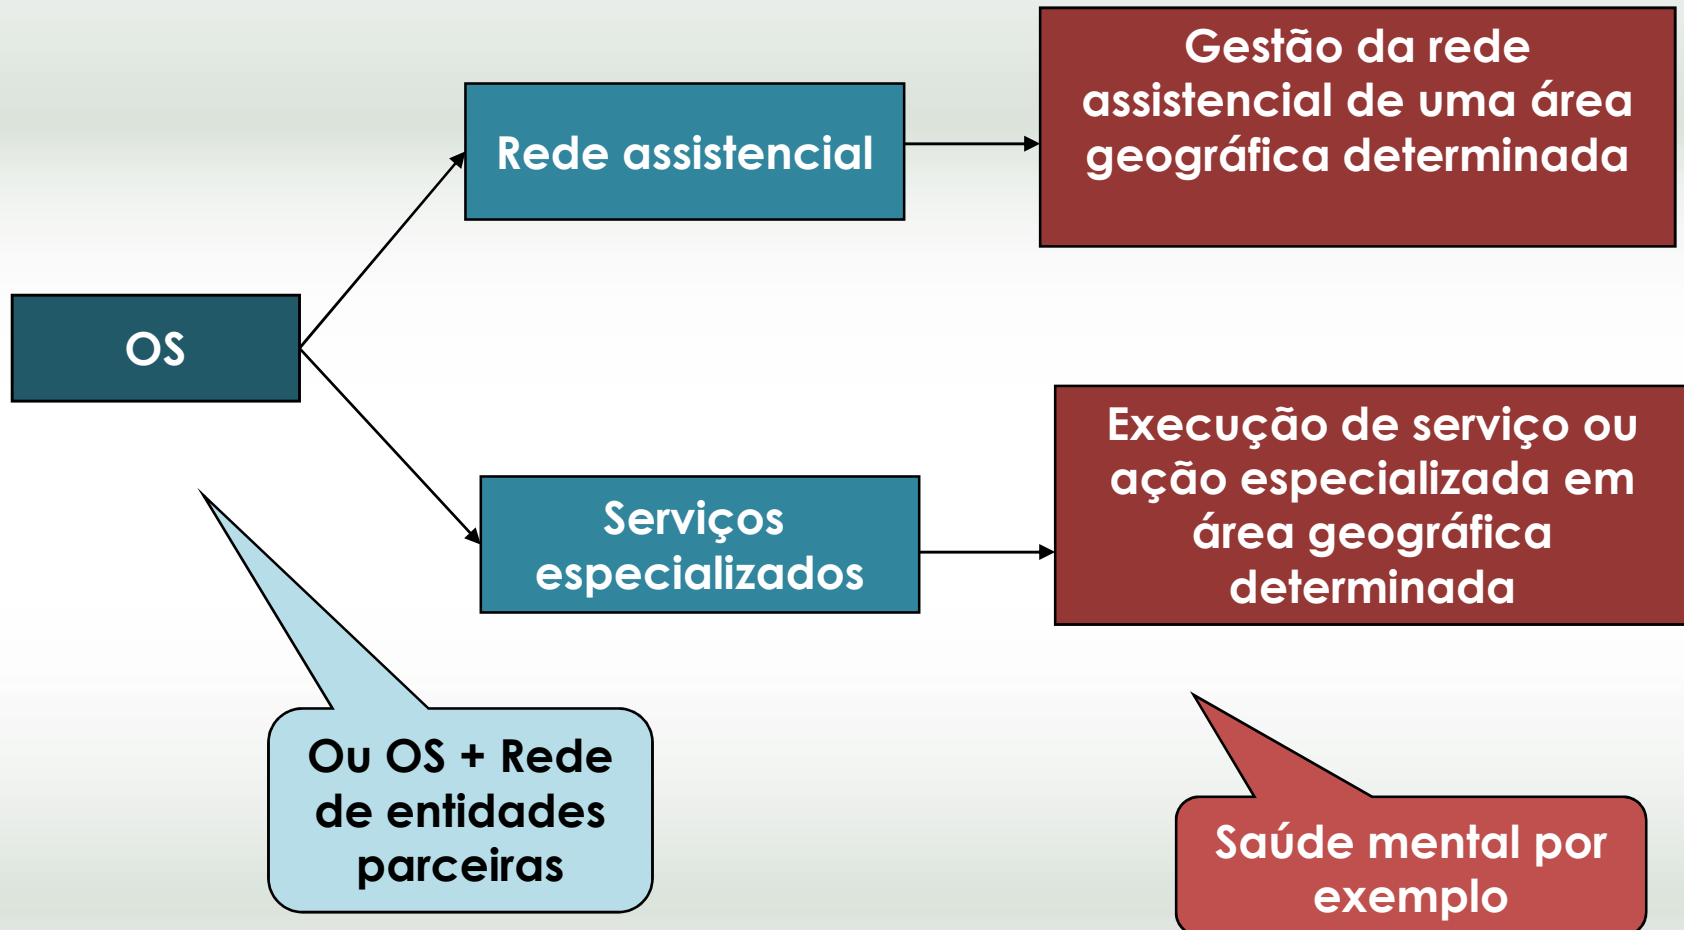 Gestão da rede
assistencial de uma área
geográfica determinada
Rede assistencial
OS
Execução de serviço ou
ação especializada em
área geográfica
determinada
Serviços
especializados
Ou OS + Rede
de entidades
parceiras
Saúde mental por
exemplo